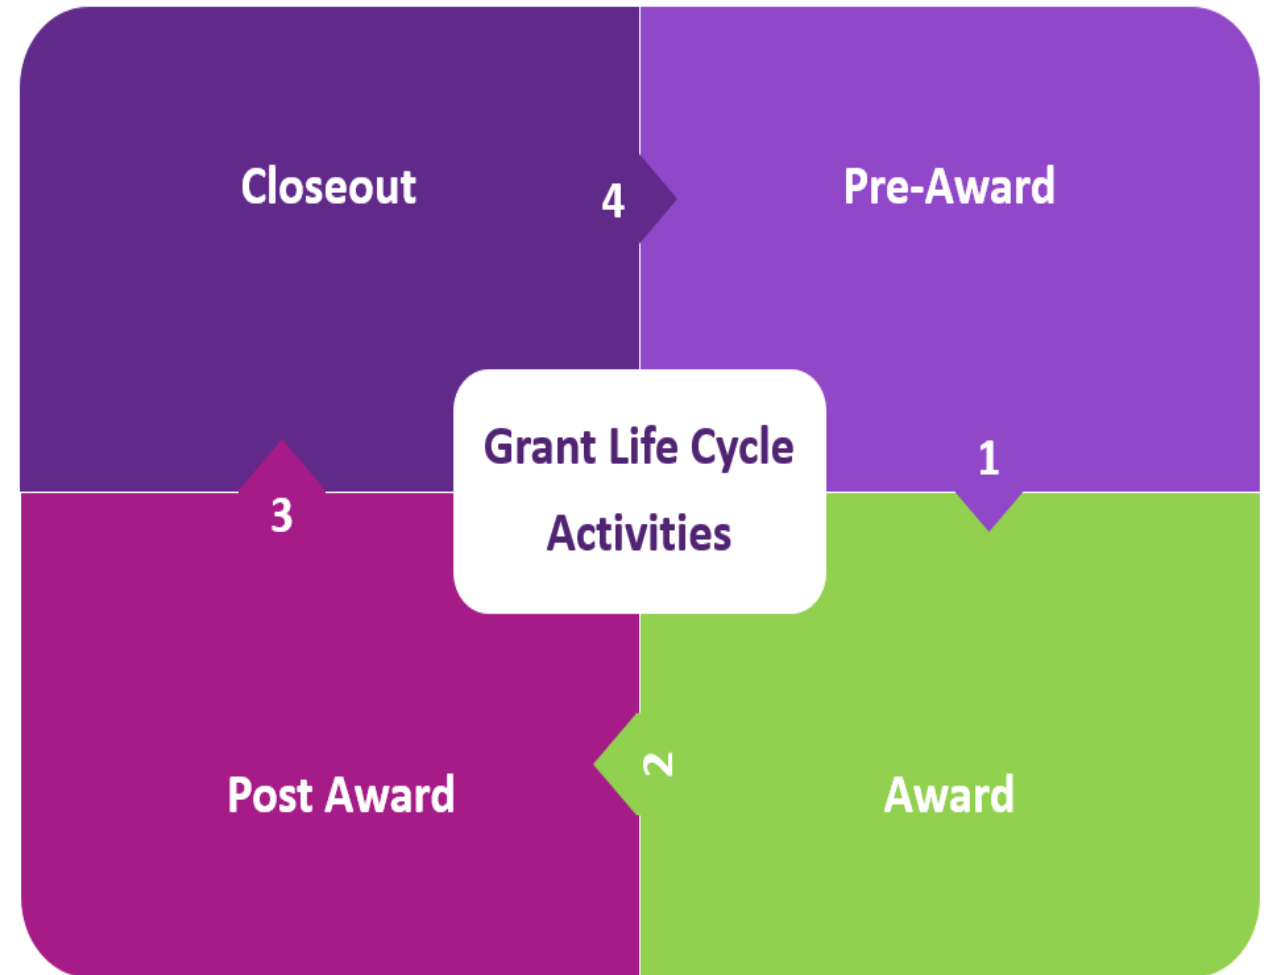 Closeout
4
Pre-Award
Grant Life Cycle
Activities
1
3
2
Post Award
Award